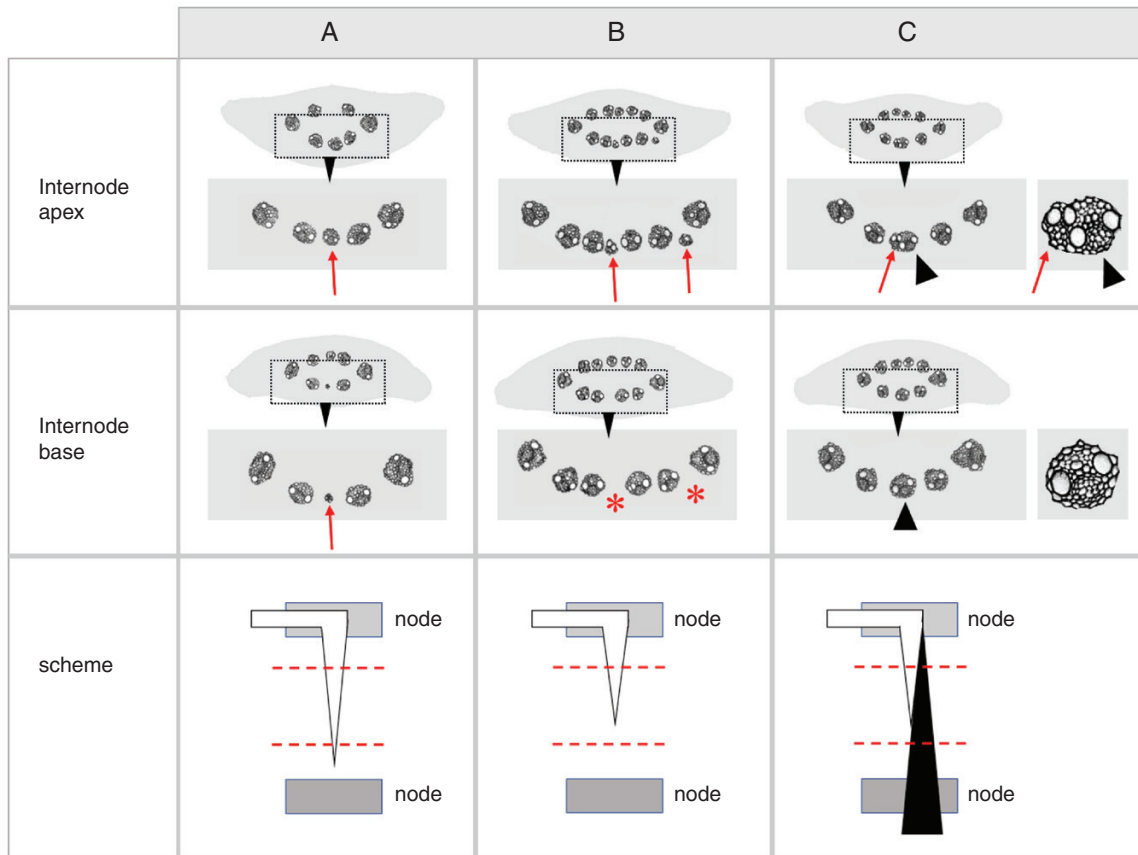 A
B
C
Internode
apex
Internode
base
*
*
scheme
node
node
node
node
node
node